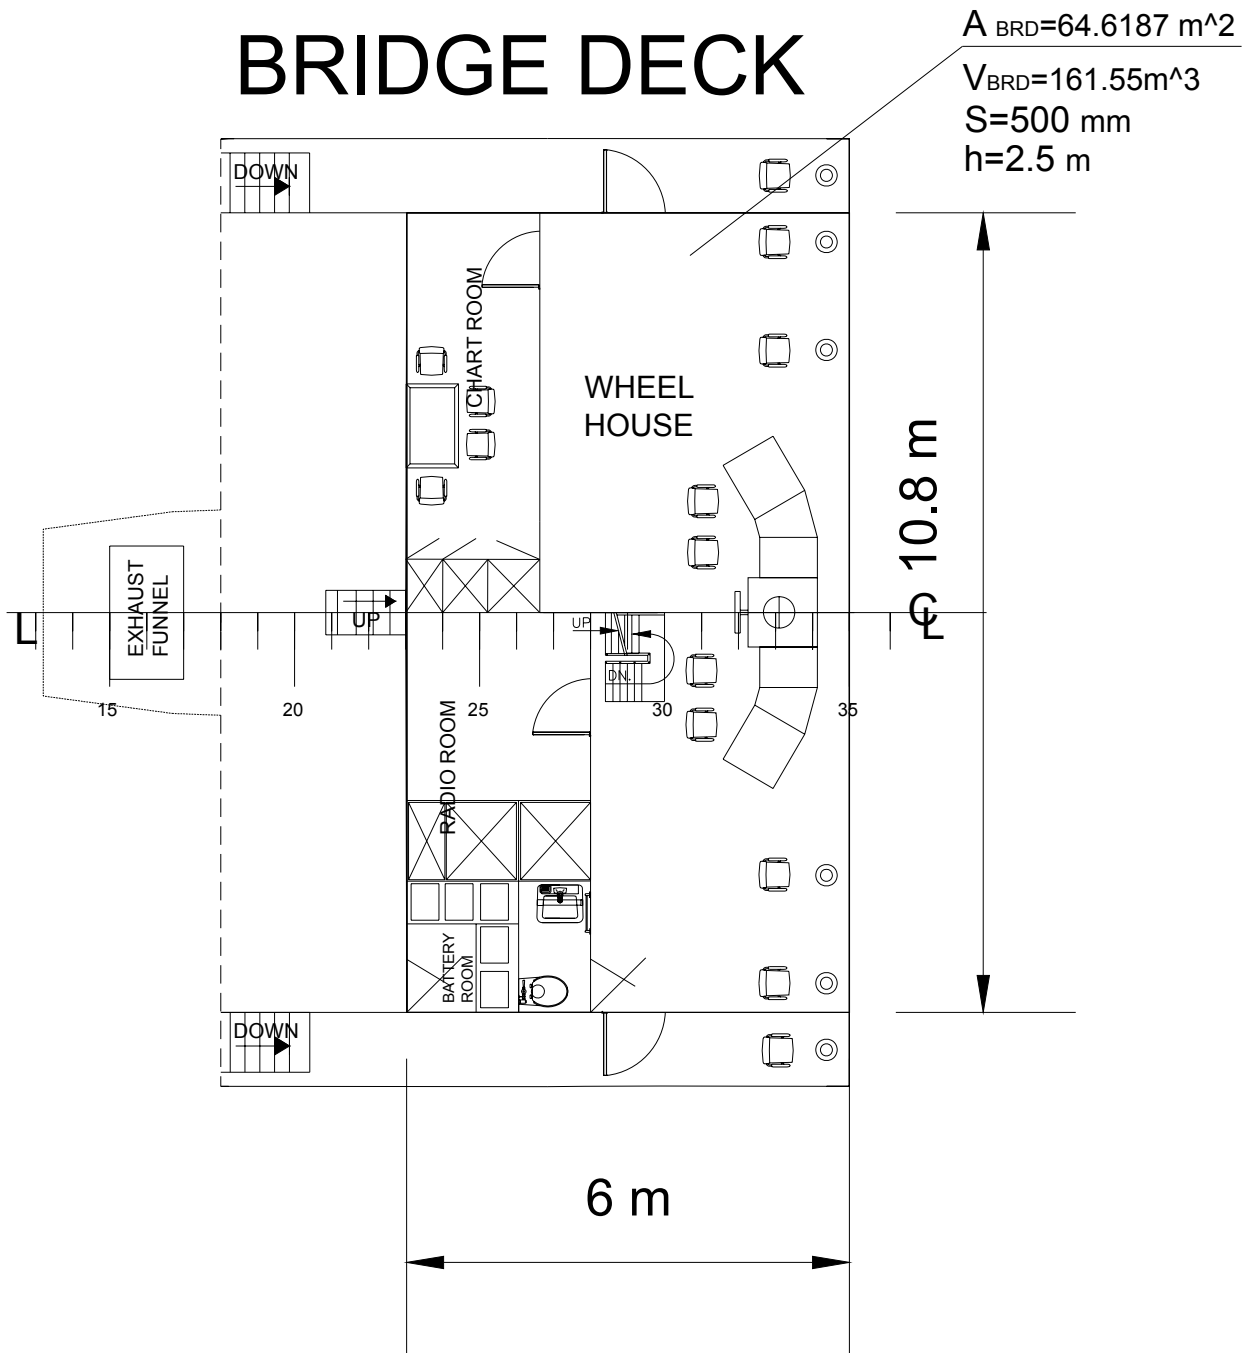 BRIDGE DECK
A BRD=64.6187 m^2
VBRD=161.55m^3
S=500 mm
h=2.5 m
DOWN
CHART ROOM
WHEEL
HOUSE
10.8 m
EXHAUST
FUNNEL
UP
UP
DN.
L
℄
L
15
20
25
30
35
RADIO ROOM
BATTERY
ROOM
DOWN
6 m